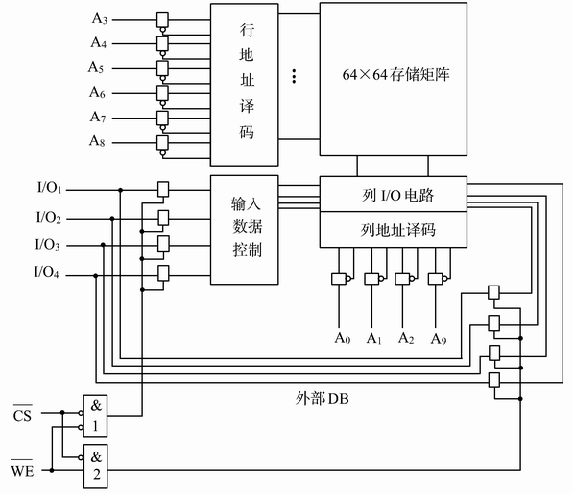 A3
A4
A5
A6
A7
A8
行地址译码
64×64存储矩阵
I/O1
I/O2
I/O3
I/O4
输入
数据
控制
列 I/O 电路
列地址译码
A0
A1
A2
A9
外部DB
CS
&
1
WE
&
2